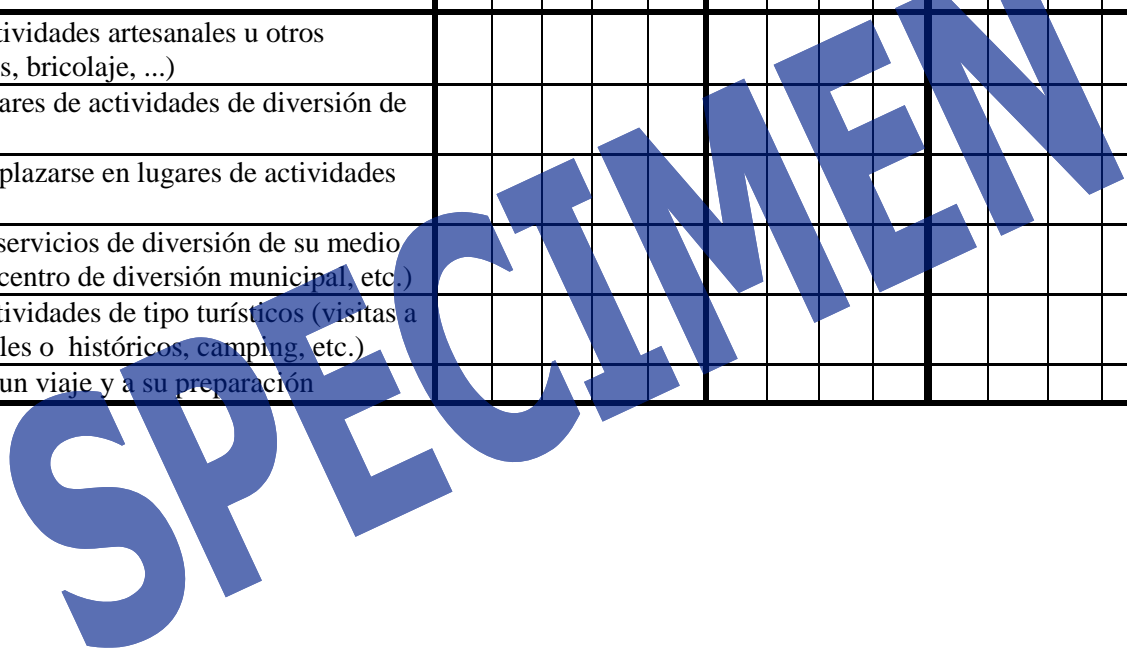 tividades artesanales u otros
s, bricolaje, ...)
ares de actividades de diversión de
plazarse en lugares de actividades
servicios de diversión de su medio
centro de diversión municipal, etc.)
tividades de tipo turísticos (visitas a
les o históricos, camping, etc.)
un viaje y a su preparación
SPECIMEN